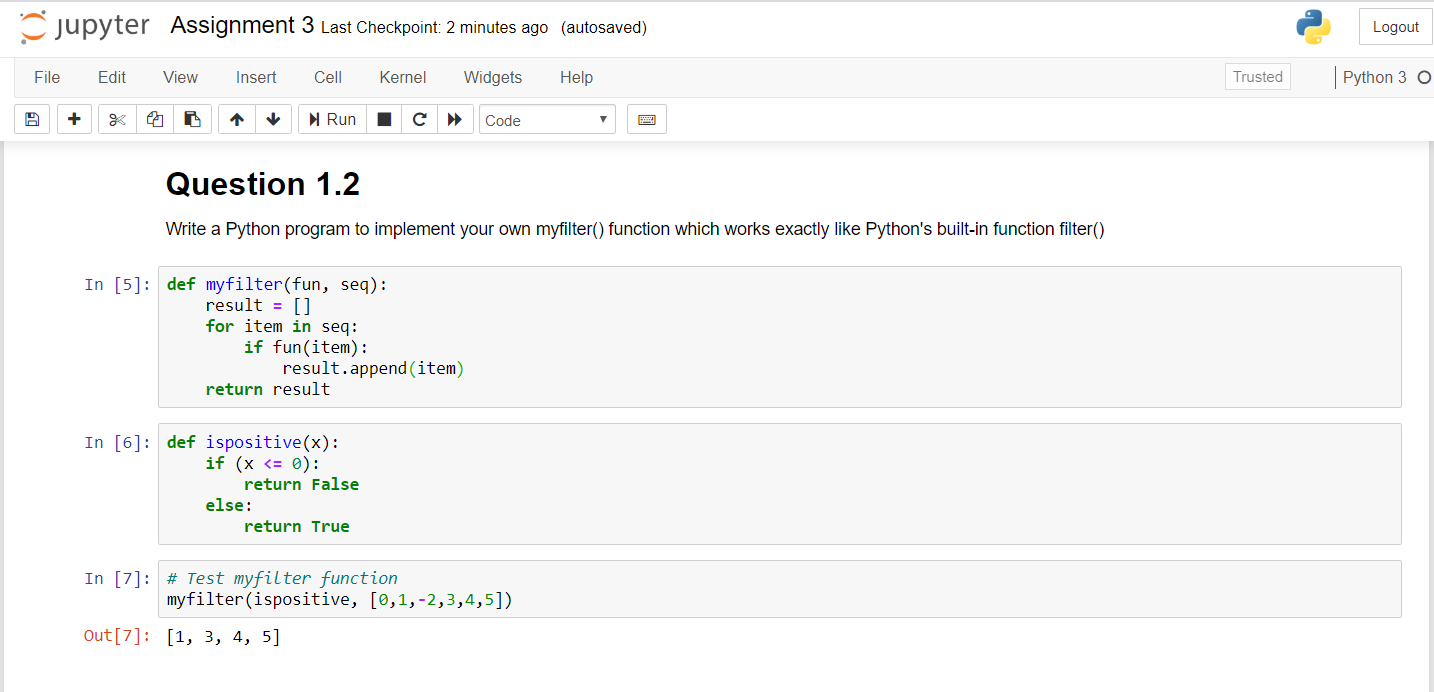 jupyter Assignment 3 Last Checkpoint: 2 minutes ago (autosaved) Logout
File Edit View Insert Cell Kernel Widgets Help Trusted Python 3
Run Code
Question 1.2
Write a Python program to implement your own myfilter() function which works exactly like Python's built-in function filter()
In [5]: def myfilter(fun, seq):
    result = []
    for item in seq:
        if fun(item):
            result.append(item)
    return result
In [6]: def ispositive(x):
    if (x <= 0):
        return False
    else:
        return True
In [7]: # Test myfilter function
myfilter(ispositive, [0,1,-2,3,4,5])
Out[7]: [1, 3, 4, 5]